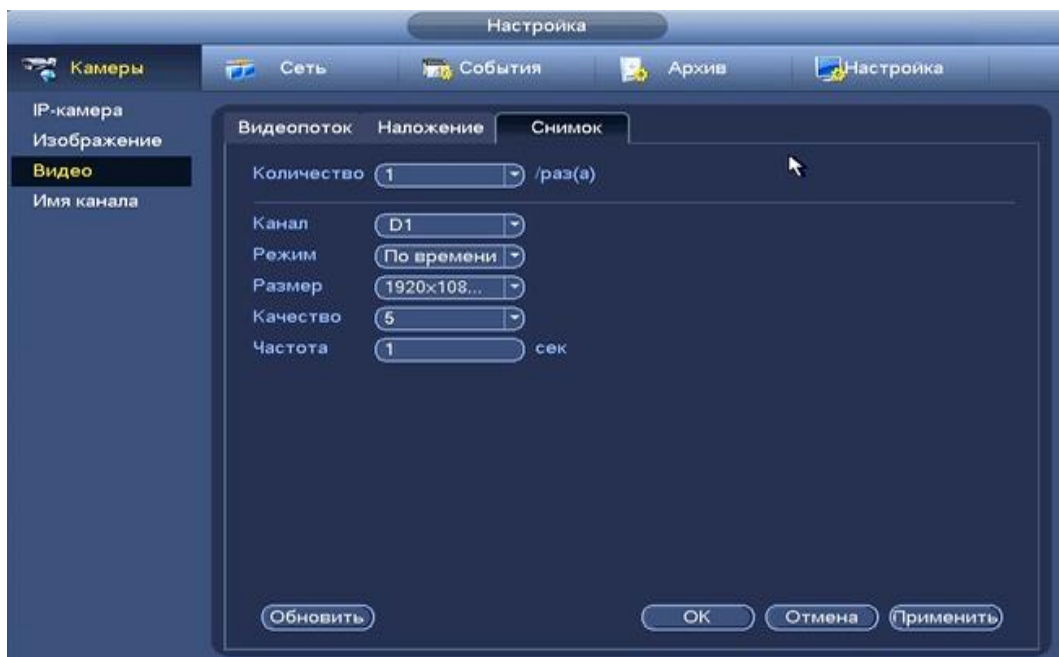 Настройка
Камеры Сеть События Архив Настройка
IP-камера
Изображение
Видео
Имя канала
Видеопоток Наложение Снимок
Количество 1 /раз(а)
Канал D1
Режим По времени
Размер 1920x108...
Качество 5
Частота 1 сек
Обновить OK Отмена Применить